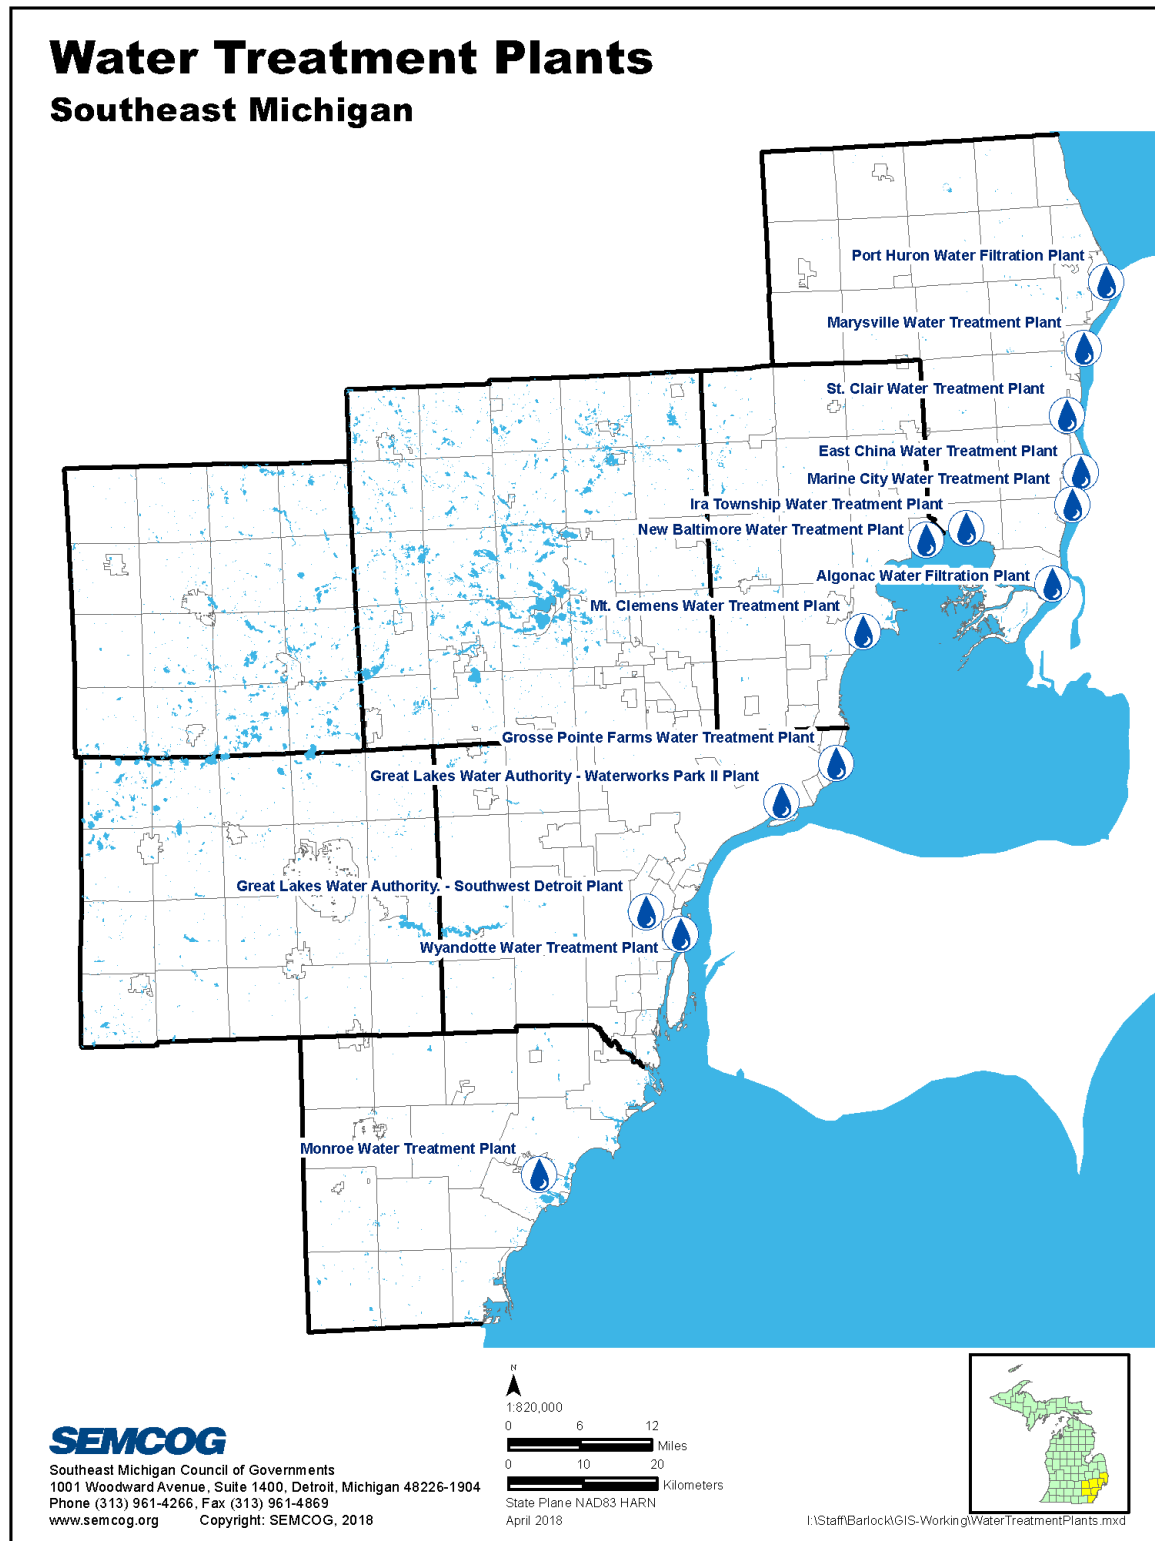 Water Treatment Plants
Southeast Michigan
Port Huron Water Filtration Plant
Marysville Water Treatment Plant
St. Clair Water Treatment Plant
East China Water Treatment Plant
Marine City Water Treatment Plant
Ira Township Water Treatment Plant
New Baltimore Water Treatment Plant
Algonac Water Filtration Plant
Mt. Clemens Water Treatment Plant
Grosse Pointe Farms Water Treatment Plant
Great Lakes Water Authority - Waterworks Park II Plant
Great Lakes Water Authority. - Southwest Detroit Plant
Wyandotte Water Treatment Plant
Monroe Water Treatment Plant
N
1:820,000
0 6 12
Miles
0 10 20
Kilometers
State Plane NAD83 HARN
April 2018
SEMCOG
Southeast Michigan Council of Governments
1001 Woodward Avenue, Suite 1400, Detroit, Michigan 48226-1904
Phone (313) 961-4266, Fax (313) 961-4869
www.semcog.org Copyright: SEMCOG, 2018
I:\Staff\Barlock\GIS-Working\WaterTreatmentPlants.mxd